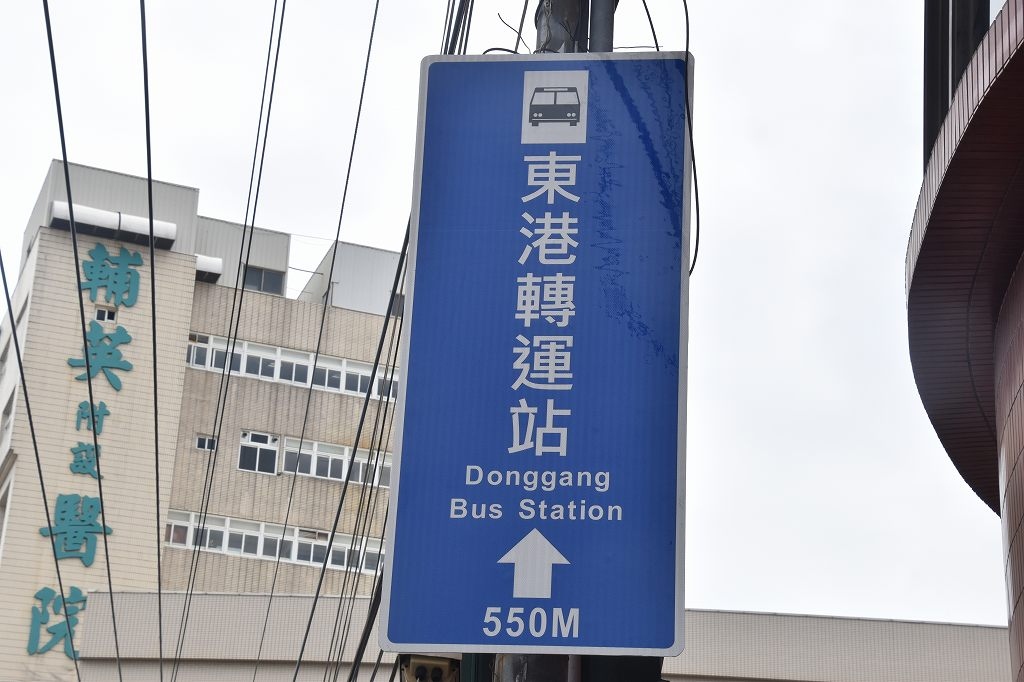 東港轉運站
Donggang
Bus Station
550M
輔英附設醫院